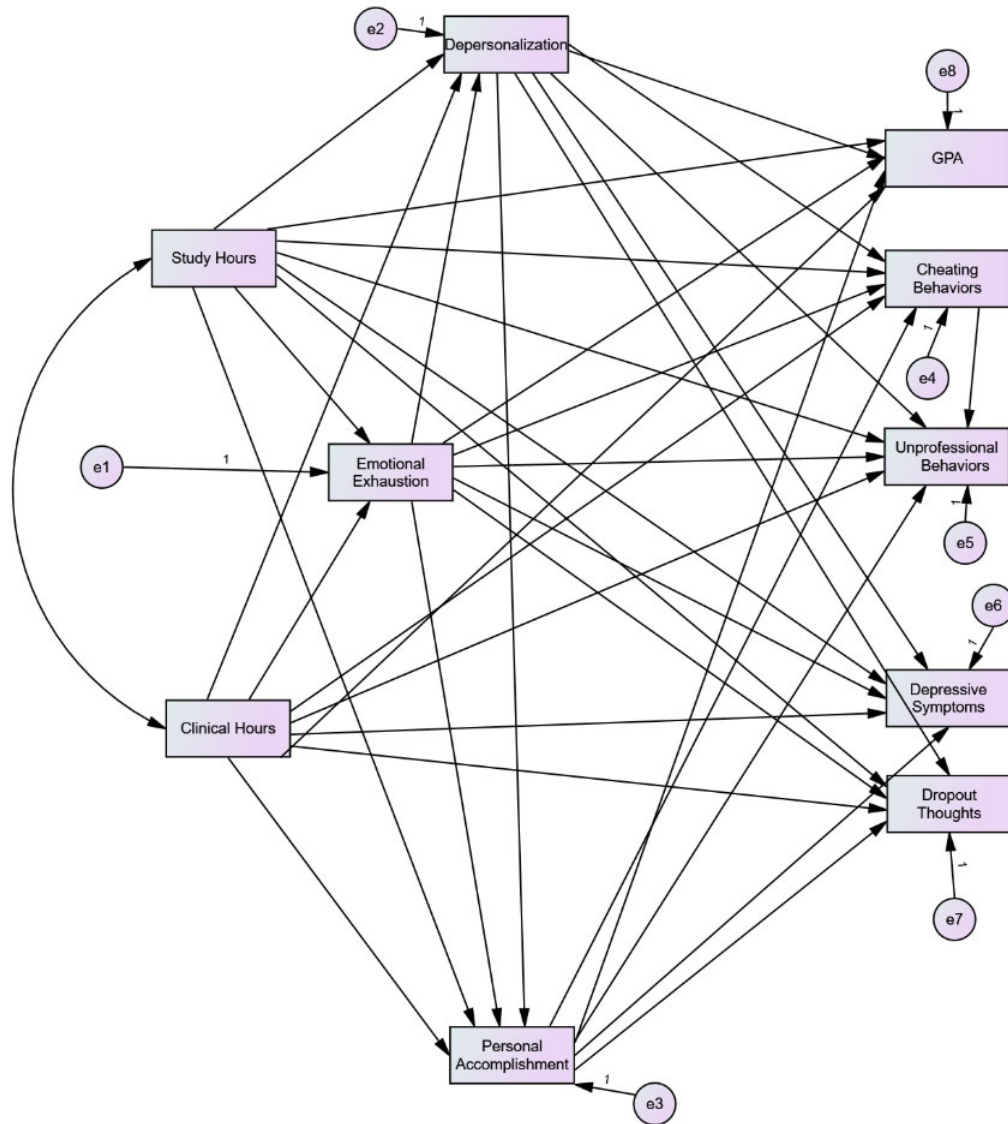 e2
1
Depersonalization
e8
1
GPA
Study Hours
Cheating
Behaviors
1
e4
e1
1
Emotional
Exhaustion
Unprofessional
Behaviors
1
e5
e6
1
Clinical Hours
Depressive
Symptoms
Dropout
Thoughts
1
e7
Personal
Accomplishment
1
e3